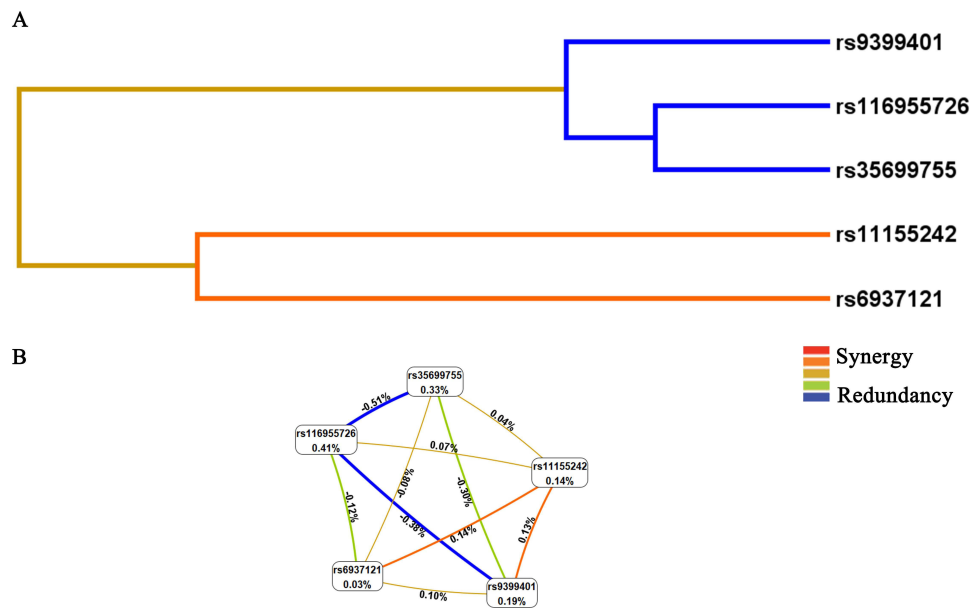 A
rs9399401
rs116955726
rs35699755
rs11155242
rs6937121
B
Synergy
Redundancy
rs35699755
0.33%
-0.51%
0.04%
rs116955726
0.41%
0.07%
rs11155242
0.14%
-0.08%
-0.30%
-0.12%
-0.38%
0.14%
0.13%
rs6937121
0.03%
0.10%
rs9399401
0.19%